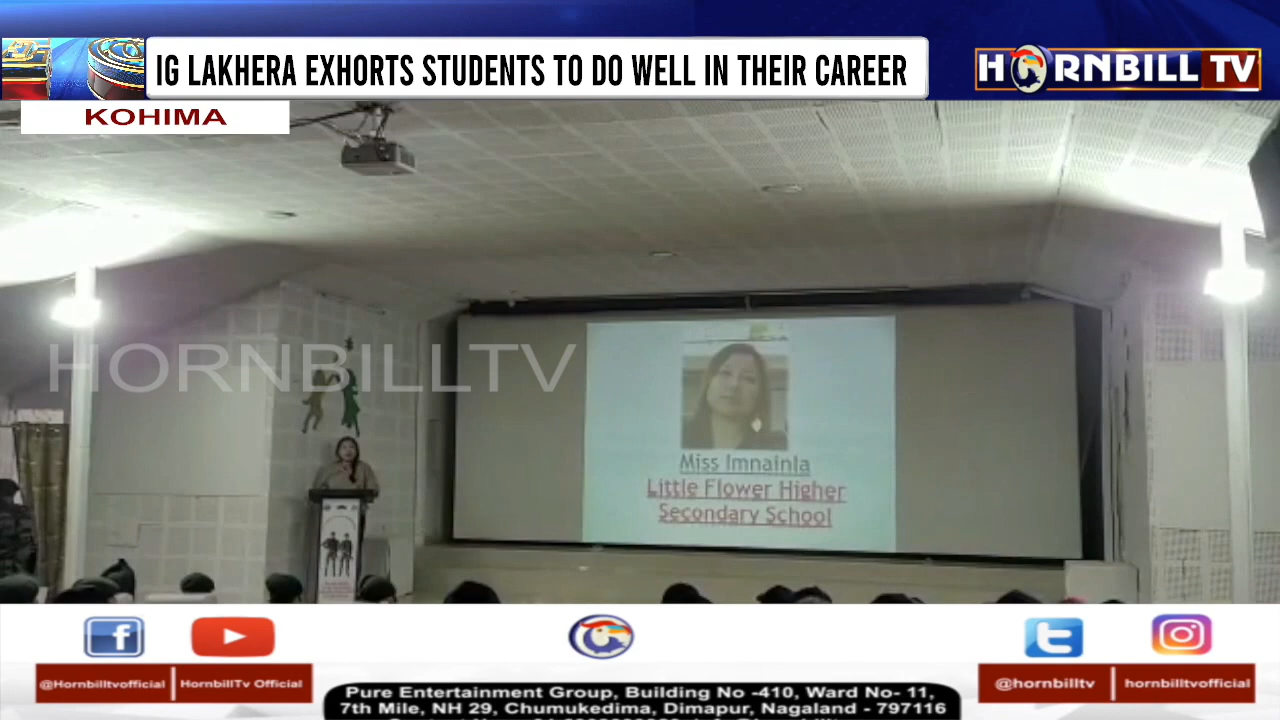 IG LAKHERA EXHORTS STUDENTS TO DO WELL IN THEIR CAREER
HORNBILL TV
KOHIMA
HORNBILLTV
Miss Imnainla
Little Flower Higher
Secondary School
@Hornbilltvofficial
HornbillTv Official
@hornbilltv
hornbilltvofficial
Pure Entertainment Group, Building No -410, Ward No- 11,
7th Mile, NH 29, Chumukedima, Dimapur, Nagaland - 797116